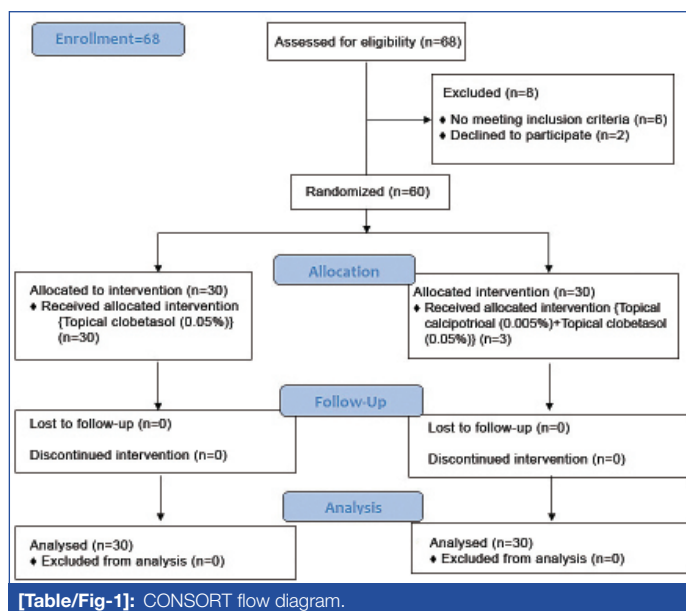 Enrollment=68
Assessed for eligibility (n=68)
Excluded (n=8)
♦ No meeting inclusion criteria (n=6)
♦ Declined to participate (n=2)
Randomized (n=60)
Allocation
Allocated to intervention (n=30)
♦ Received allocated intervention
{Topical clobetasol (0.05%)}
(n=30)
Allocated intervention (n=30)
♦ Received allocated intervention {Topical
calcipotrioal (0.005%)+Topical clobetasol
(0.05%)} (n=3)
Follow-Up
Lost to follow-up (n=0)
Discontinued intervention (n=0)
Lost to follow-up (n=0)
Discontinued intervention (n=0)
Analysis
Analysed (n=30)
♦ Excluded from analysis (n=0)
Analysed (n=30)
♦ Excluded from analysis (n=0)
[Table/Fig-1]: CONSORT flow diagram.